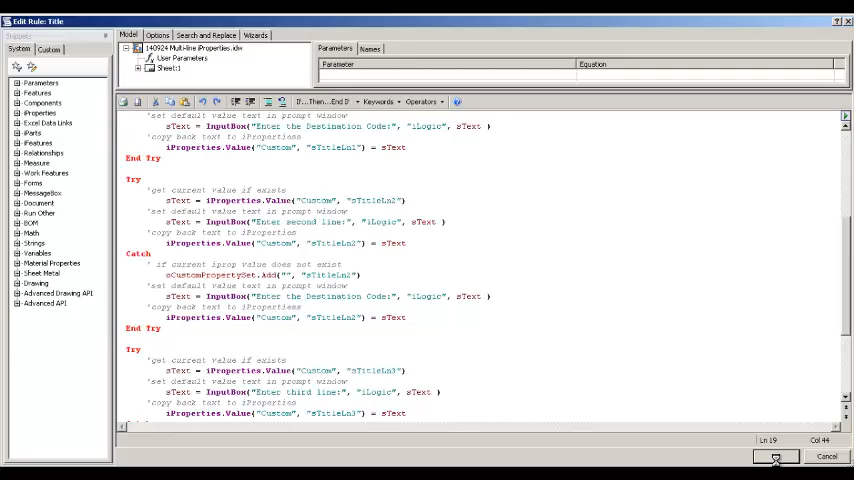 Edit Rule: Title
Snippets
System
Custom
Parameters
Features
Components
iProperties
Excel Data Links
iParts
iFeatures
Relationships
Measure
Work Features
Forms
MessageBox
Document
Run Other
BOM
Math
Strings
Variables
Material Properties
Sheet Metal
Drawing
Advanced Drawing API
Advanced API
Model Options Search and Replace Wizards
140924 Multi-line iProperties.idw
User Parameters
Sheet:1
Parameters Names
Parameter Equation
If...Then...End If Keywords Operators
'set default value text in prompt window
sText = InputBox("Enter the Destination Code:", "iLogic", sText )
'copy back text to iPropertiess
iProperties.Value("Custom", "sTitleLn1") = sText
End Try
Try
'get current value if exists
sText = iProperties.Value("Custom", "sTitleLn2")
'set default value text in prompt window
sText = InputBox("Enter second line:", "iLogic", sText )
'copy back text to iProperties
iProperties.Value("Custom", "sTitleLn2") = sText
Catch
' if current iprop value does not exist
oCustomPropertySet.Add("", "sTitleLn2")
'set default value text in prompt window
sText = InputBox("Enter the Destination Code:", "iLogic", sText )
'copy back text to iProperties
iProperties.Value("Custom", "sTitleLn2") = sText
End Try
Try
'get current value if exists
sText = iProperties.Value("Custom", "sTitleLn3")
'set default value text in prompt window
sText = InputBox("Enter third line:", "iLogic", sText )
'copy back text to iProperties
iProperties.Value("Custom", "sTitleLn3") = sText
Ln 19 Col 44
Cancel